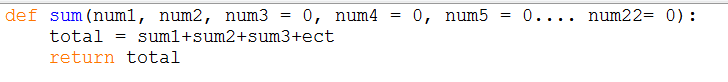 def sum(num1, num2, num3 = 0, num4 = 0, num5 = 0.... num22= 0):
    total = sum1+sum2+sum3+ect
    return total